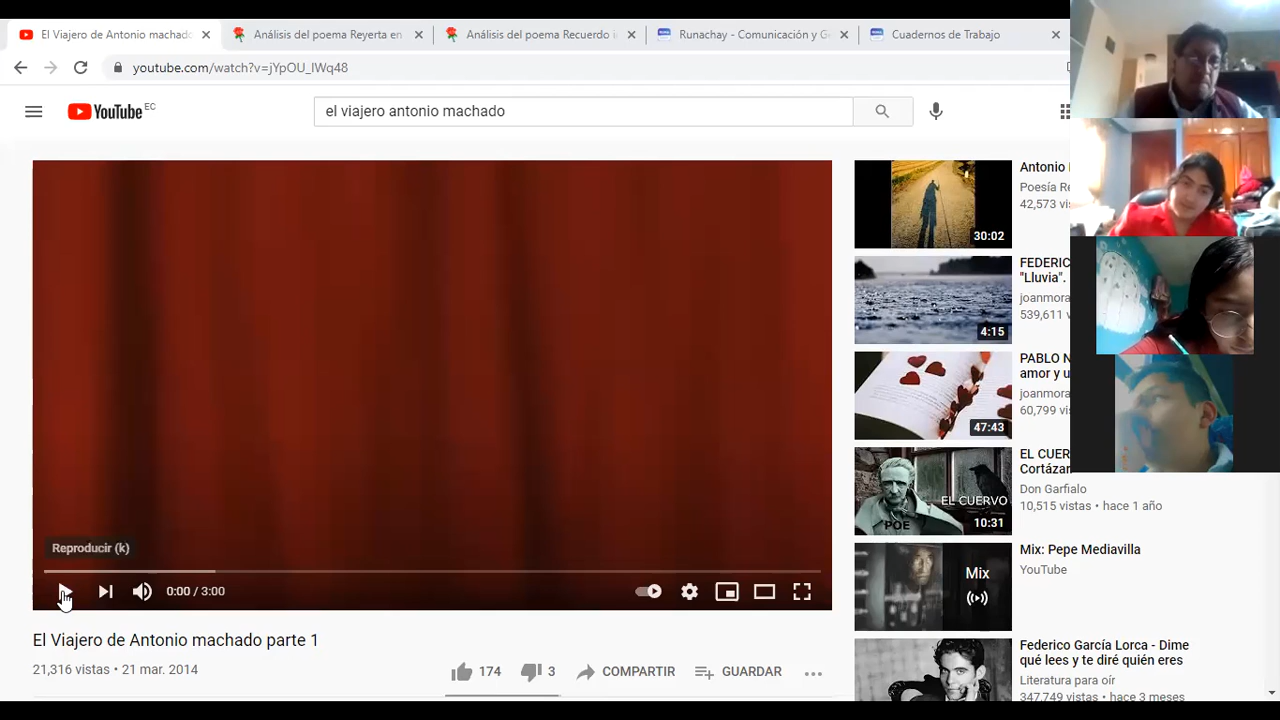 El Viajero de Antonio machado
Análisis del poema Reyerta en
Análisis del poema Recuerdo
Runachay - Comunicación y G
Cuadernos de Trabajo
youtube.com/watch?v=jYpOU_lWq48
YouTube EC
el viajero antonio machado
Reproducir (k)
0:00 / 3:00
El Viajero de Antonio machado parte 1
21,316 vistas • 21 mar. 2014
174
3
COMPARTIR
GUARDAR
30:02
Antonio
Poesía Re
42,573 vis
4:15
FEDERIC
"Lluvia".
joanmora
539,611 v
47:43
PABLO N
amor y u
joanmora
60,799 vis
EL CUERVO
POE
10:31
EL CUER
Cortázar
Don Garfialo
10,515 vistas • hace 1 año
Mix
Mix: Pepe Mediavilla
YouTube
Federico García Lorca - Dime
qué lees y te diré quién eres
Literatura para oír
347,749 vistas • hace 3 meses